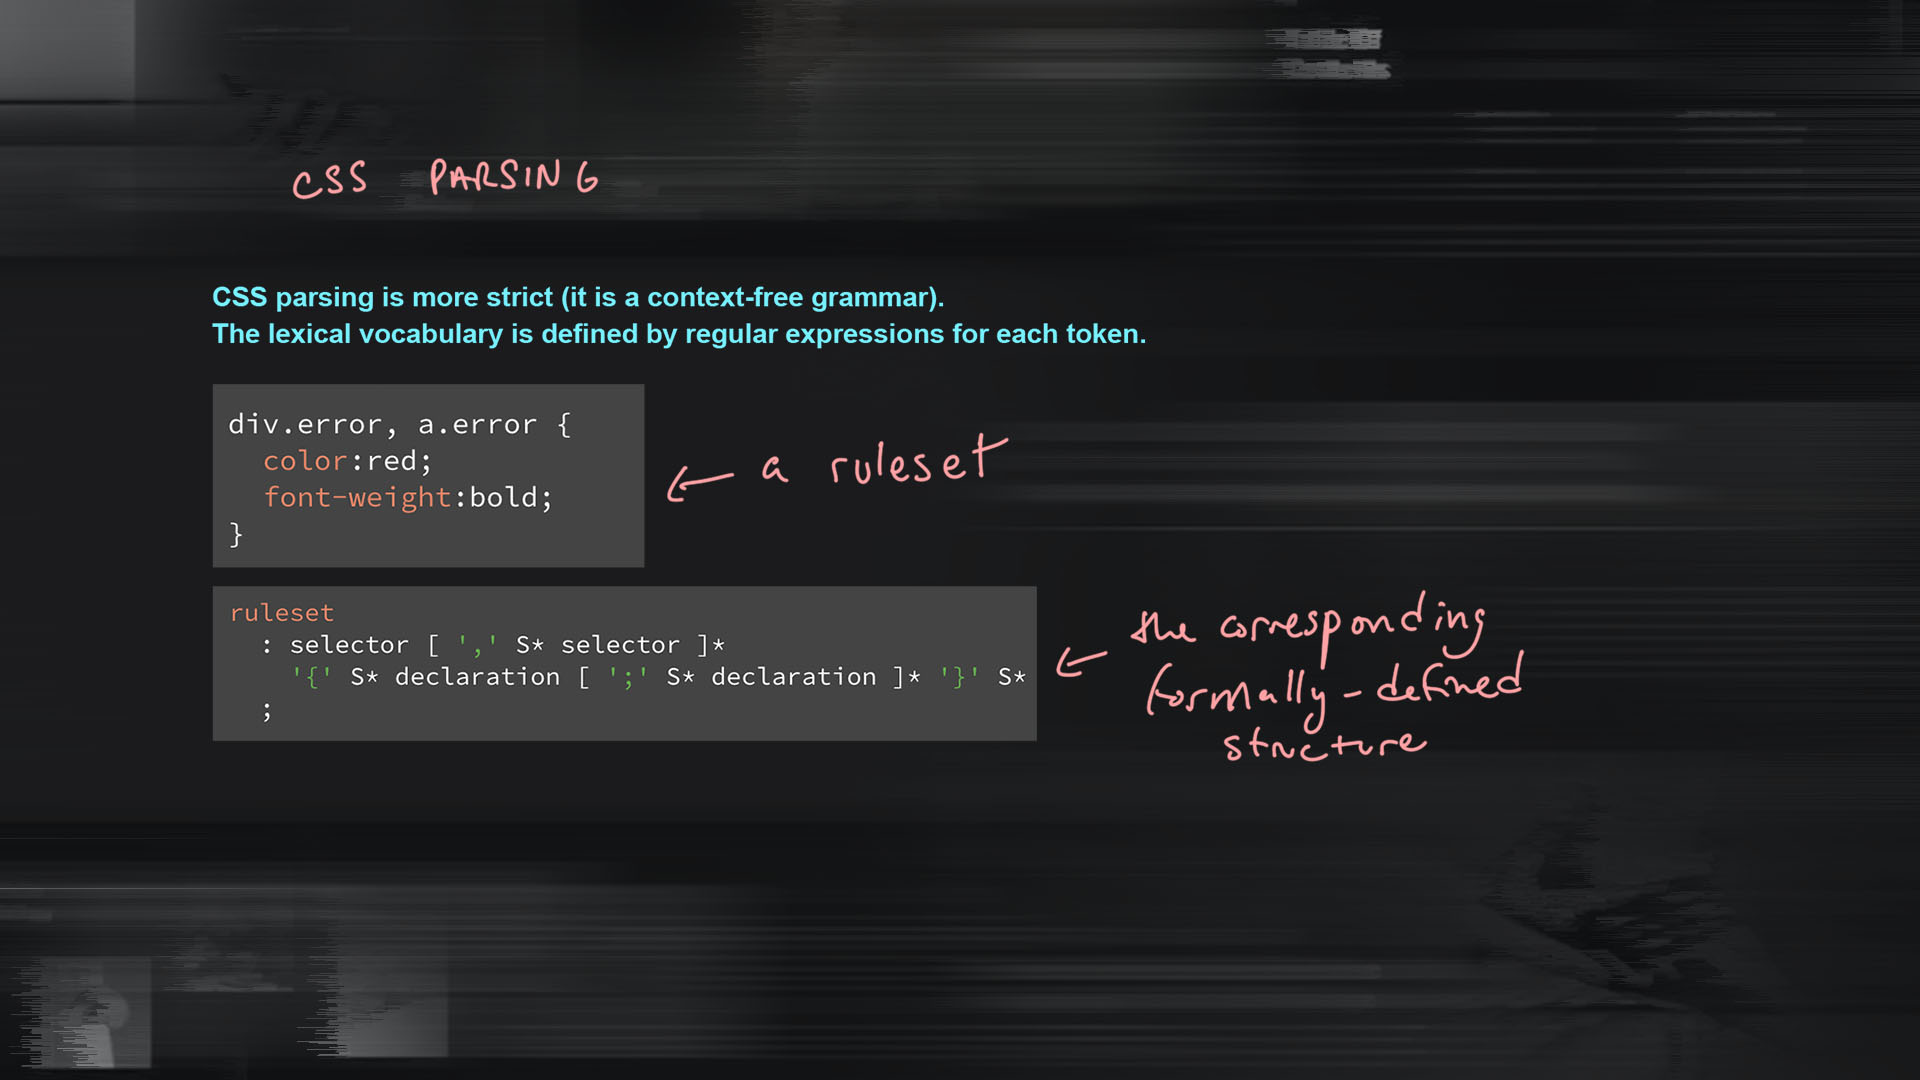 CSS PARSING
CSS parsing is more strict (it is a context-free grammar).
The lexical vocabulary is defined by regular expressions for each token.
div.error, a.error {
  color:red;
  font-weight:bold;
}
← a ruleset
ruleset
  : selector [ ',' S* selector ]*
    '{' S* declaration [ ';' S* declaration ]* '}' S*
  ;
← the corresponding
formally-defined
structure